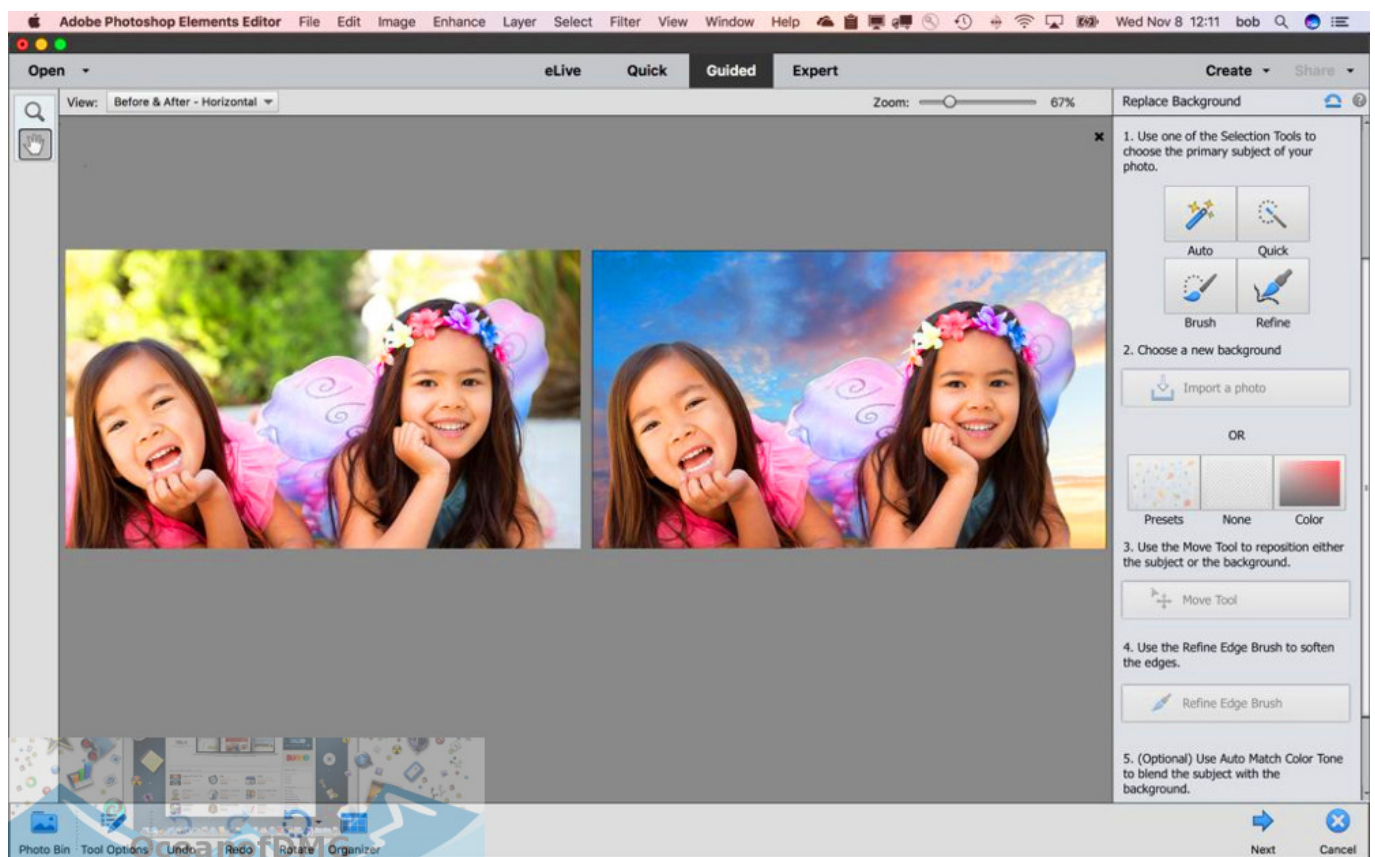 Adobe Photoshop Elements Editor File Edit Image Enhance Layer Select Filter View Window Help Wed Nov 8 12:11 bob
Open eLive Quick Guided Expert Create Share
View: Before & After - Horizontal Zoom: 67% Replace Background
1. Use one of the Selection Tools to
choose the primary subject of your
photo.
Auto Quick
Brush Refine
2. Choose a new background
Import a photo
OR
Presets None Color
3. Use the Move Tool to reposition either
the subject or the background.
Move Tool
4. Use the Refine Edge Brush to soften
the edges.
Refine Edge Brush
5. (Optional) Use Auto Match Color Tone
to blend the subject with the
background.
Photo Bin Tool Options Undo Redo Rotate Organizer Next Cancel
OceanofDMG